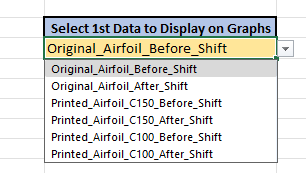 Select 1st Data to Display on Graphs
Original_Airfoil_Before_Shift
Original_Airfoil_Before_Shift
Original_Airfoil_After_Shift
Printed_Airfoil_C150_Before_Shift
Printed_Airfoil_C150_After_Shift
Printed_Airfoil_C100_Before_Shift
Printed_Airfoil_C100_After_Shift